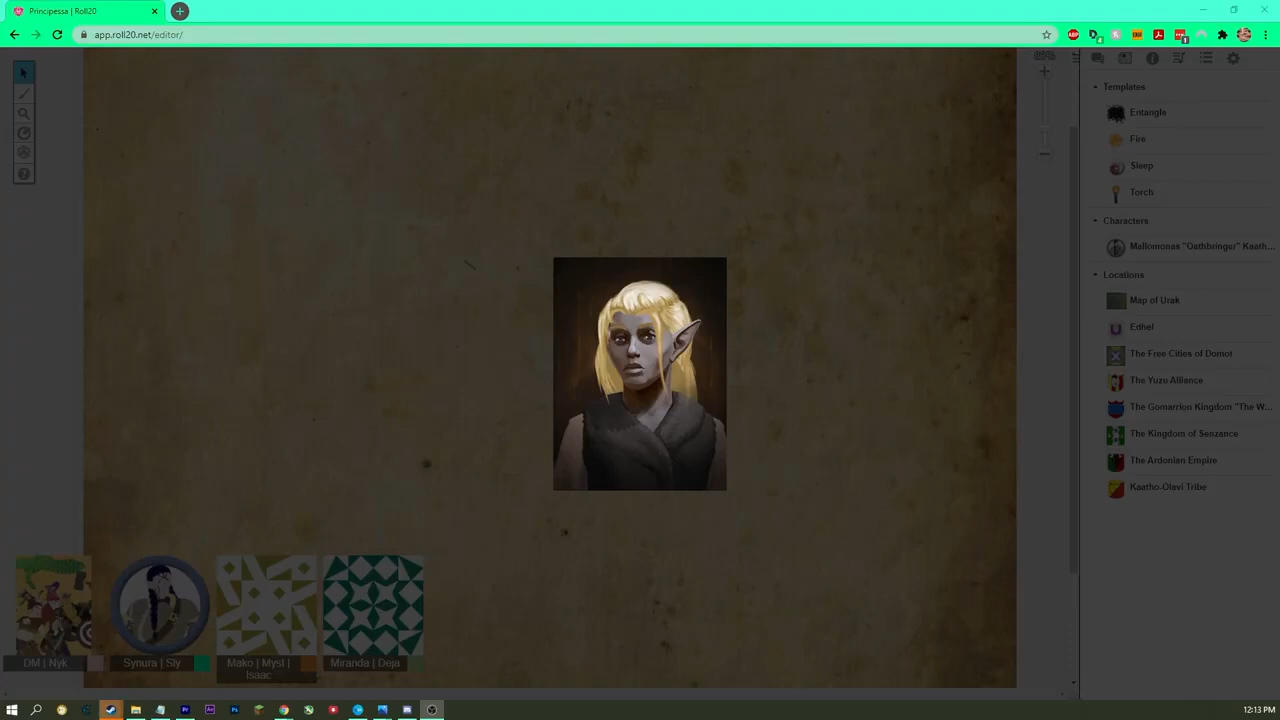 Principessa | Roll20
app.roll20.net/editor/
Templates
Entangle
Fire
Sleep
Torch
Characters
Mallomonas "Oathbringer" Kaath...
Locations
Map of Urak
Edhel
The Free Cities of Domot
The Yuzu Alliance
The Gomarrion Kingdom "The W...
The Kingdom of Senzance
The Ardonian Empire
Kaatho-Olavi Tribe
DM | Nyk
Synura | Sly
Mako | Myst |
Isaac
Miranda | Deja
12:13 PM